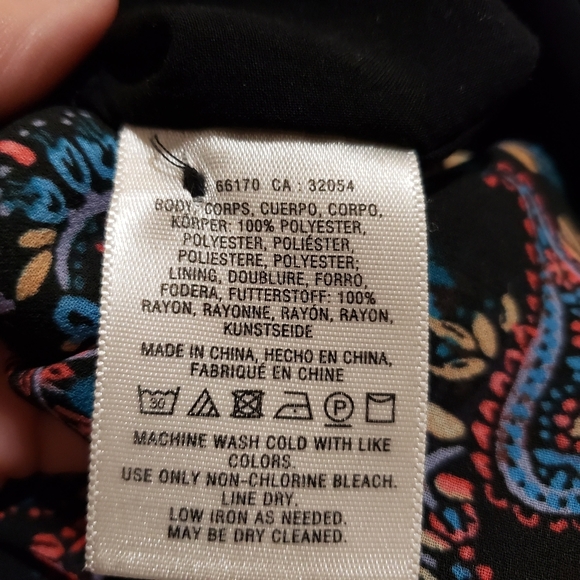 66170 CA : 32054
BODY, CORPS, CUERPO, CORPO,
KÖRPER: 100% POLYESTER,
POLYESTER, POLIÉSTER,
POLIESTERE, POLYESTER;
LINING, DOUBLURE, FORRO,
FODERA, FUTTERSTOFF: 100%
RAYON, RAYONNE, RAYÓN, RAYON,
KUNSTSEIDE
MADE IN CHINA, HECHO EN CHINA,
FABRIQUÉ EN CHINE
30 P
MACHINE WASH COLD WITH LIKE
COLORS.
USE ONLY NON-CHLORINE BLEACH.
LINE DRY.
LOW IRON AS NEEDED.
MAY BE DRY CLEANED.